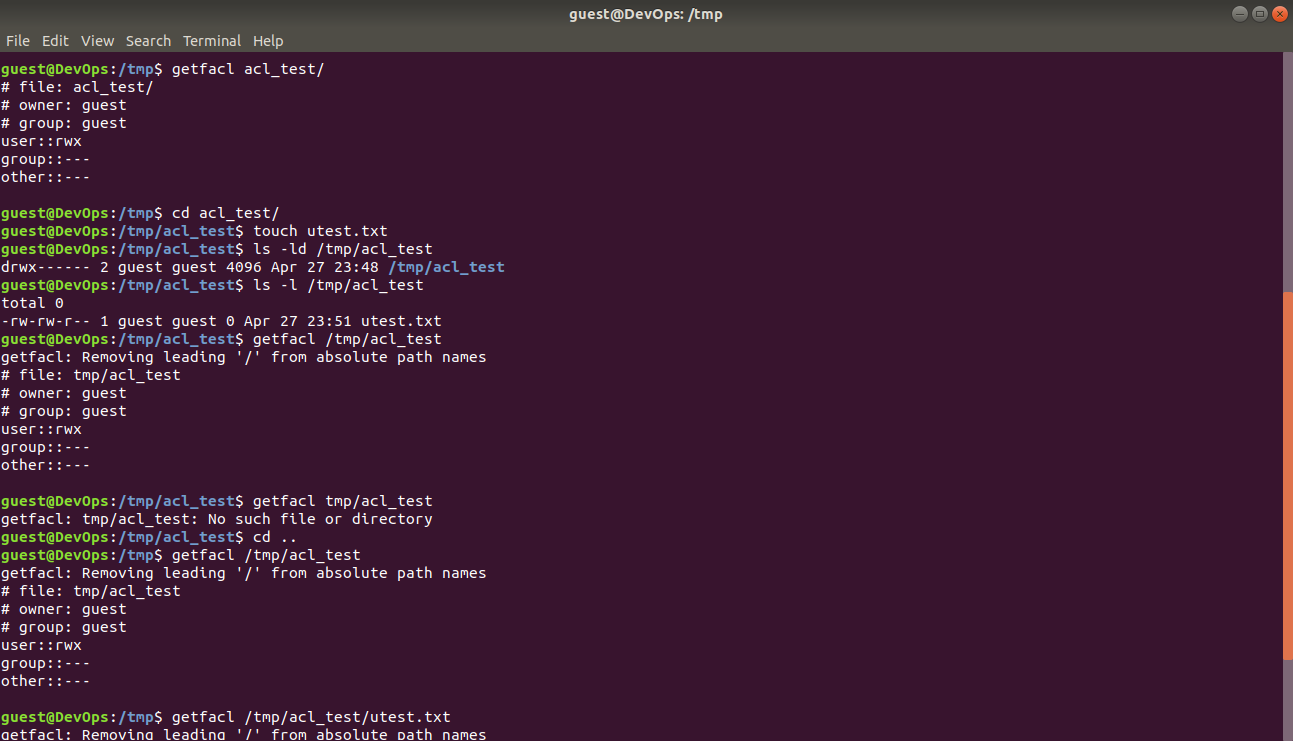 guest@DevOps: /tmp
File Edit View Search Terminal Help
guest@DevOps:/tmp$ getfacl acl_test/
# file: acl_test/
# owner: guest
# group: guest
user::rwx
group::---
other::---
guest@DevOps:/tmp$ cd acl_test/
guest@DevOps:/tmp/acl_test$ touch utest.txt
guest@DevOps:/tmp/acl_test$ ls -ld /tmp/acl_test
drwx------ 2 guest guest 4096 Apr 27 23:48 /tmp/acl_test
guest@DevOps:/tmp/acl_test$ ls -l /tmp/acl_test
total 0
-rw-rw-r-- 1 guest guest 0 Apr 27 23:51 utest.txt
guest@DevOps:/tmp/acl_test$ getfacl /tmp/acl_test
getfacl: Removing leading '/' from absolute path names
# file: tmp/acl_test
# owner: guest
# group: guest
user::rwx
group::---
other::---
guest@DevOps:/tmp/acl_test$ getfacl tmp/acl_test
getfacl: tmp/acl_test: No such file or directory
guest@DevOps:/tmp/acl_test$ cd ..
guest@DevOps:/tmp$ getfacl /tmp/acl_test
getfacl: Removing leading '/' from absolute path names
# file: tmp/acl_test
# owner: guest
# group: guest
user::rwx
group::---
other::---
guest@DevOps:/tmp$ getfacl /tmp/acl_test/utest.txt
getfacl: Removing leading '/' from absolute path names